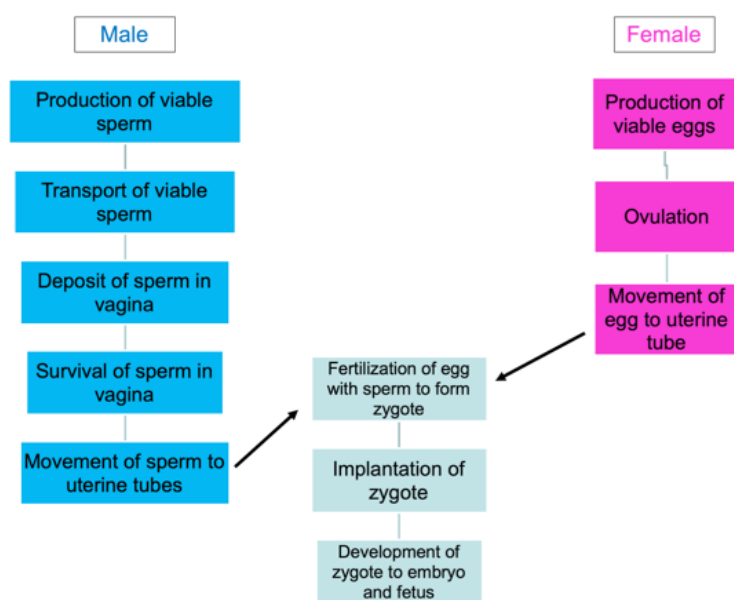 Male
Production of viable
sperm
Transport of viable
sperm
Deposit of sperm in
vagina
Survival of sperm in
vagina
Movement of sperm to
uterine tubes
Female
Production of
viable eggs
Ovulation
Movement of
egg to uterine
tube
Fertilization of egg
with sperm to form
zygote
Implantation of
zygote
Development of
zygote to embryo
and fetus